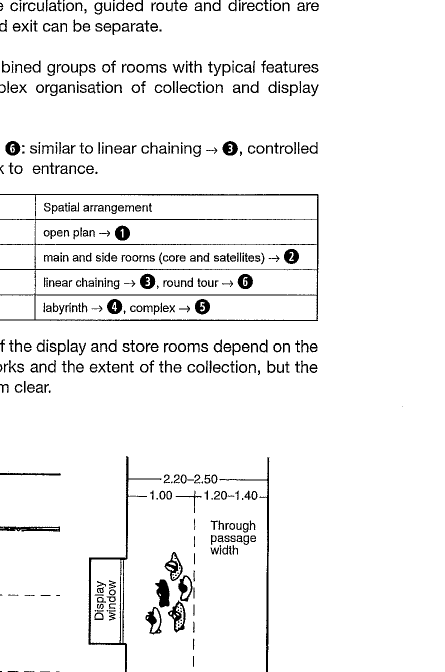 circulation, guided route and direction are
d exit can be separate.
bined groups of rooms with typical features
plex organisation of collection and display
❻: similar to linear chaining → ❸, controlled
k to entrance.
Spatial arrangement
open plan → ❶
main and side rooms (core and satellites) → ❷
linear chaining → ❸, round tour → ❻
labyrinth → ❹, complex → ❺
f the display and store rooms depend on the
orks and the extent of the collection, but the
m clear.
2.20–2.50
1.00
1.20–1.40
Through
passage
width
Display
window